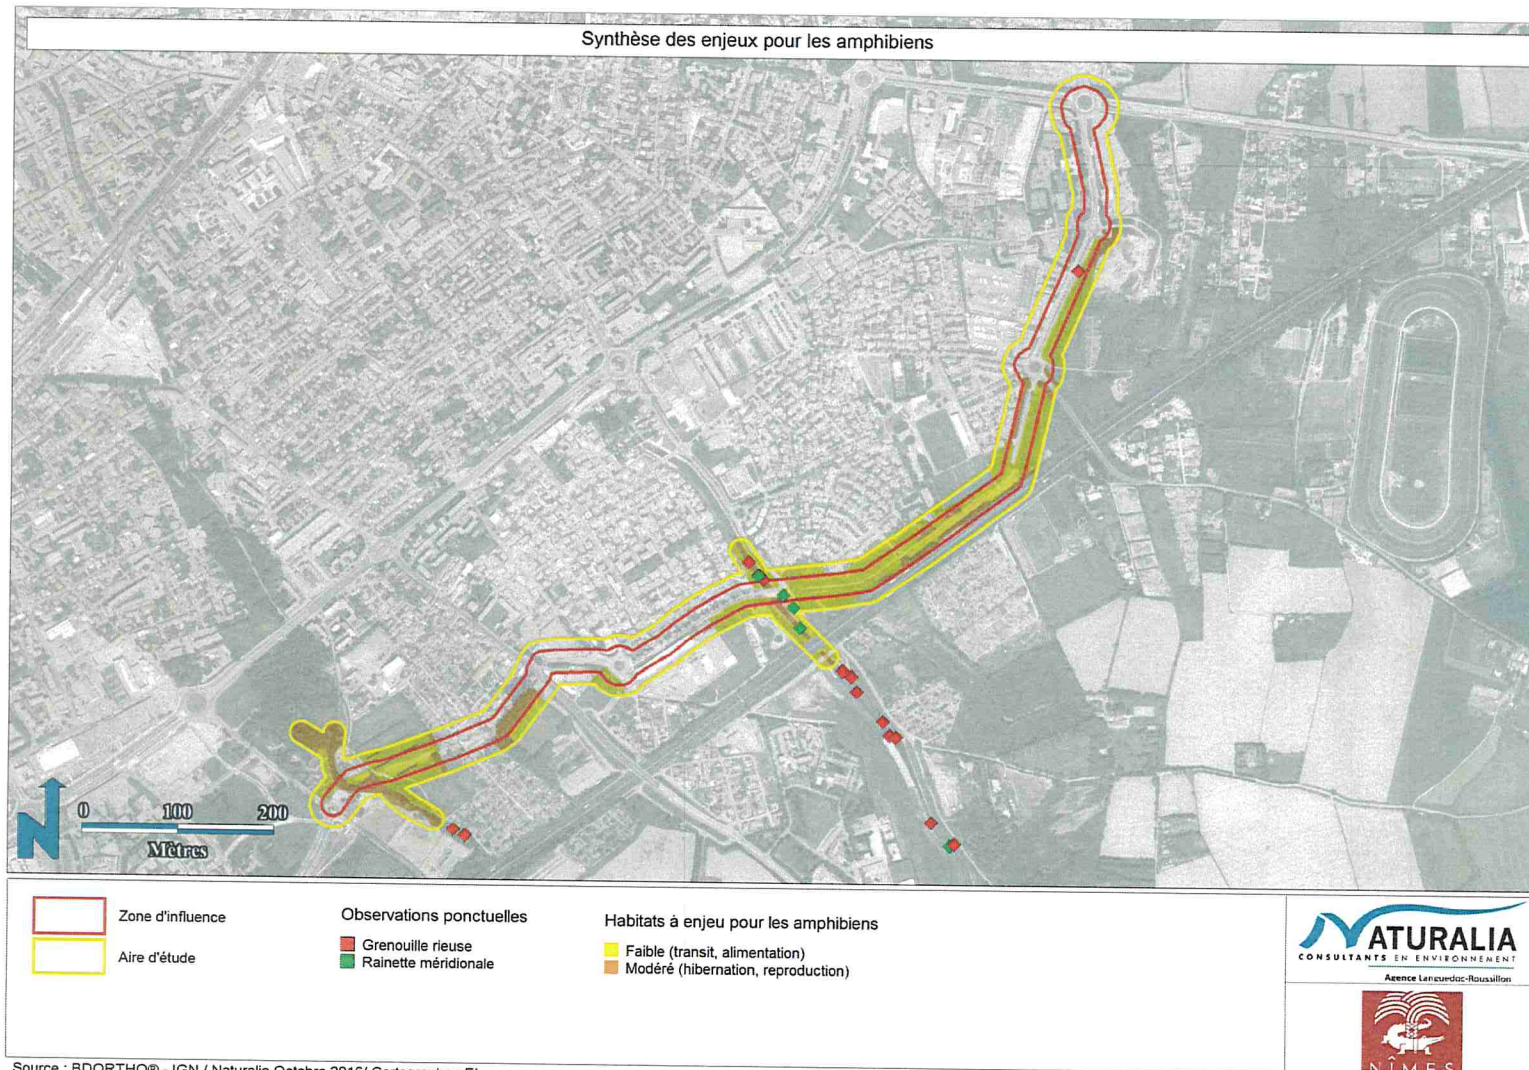 Synthèse des enjeux pour les amphibiens
0 100 200
Mètres
N
Zone d'influence
Aire d'étude
Observations ponctuelles
Grenouille rieuse
Rainette méridionale
Habitats à enjeu pour les amphibiens
Faible (transit, alimentation)
Modéré (hibernation, reproduction)
NATURALIA
CONSULTANTS EN ENVIRONNEMENT
Agence Languedoc-Roussillon
NÎMES
Source : BDORTHO® - IGN / Naturalia Octobre 2016/